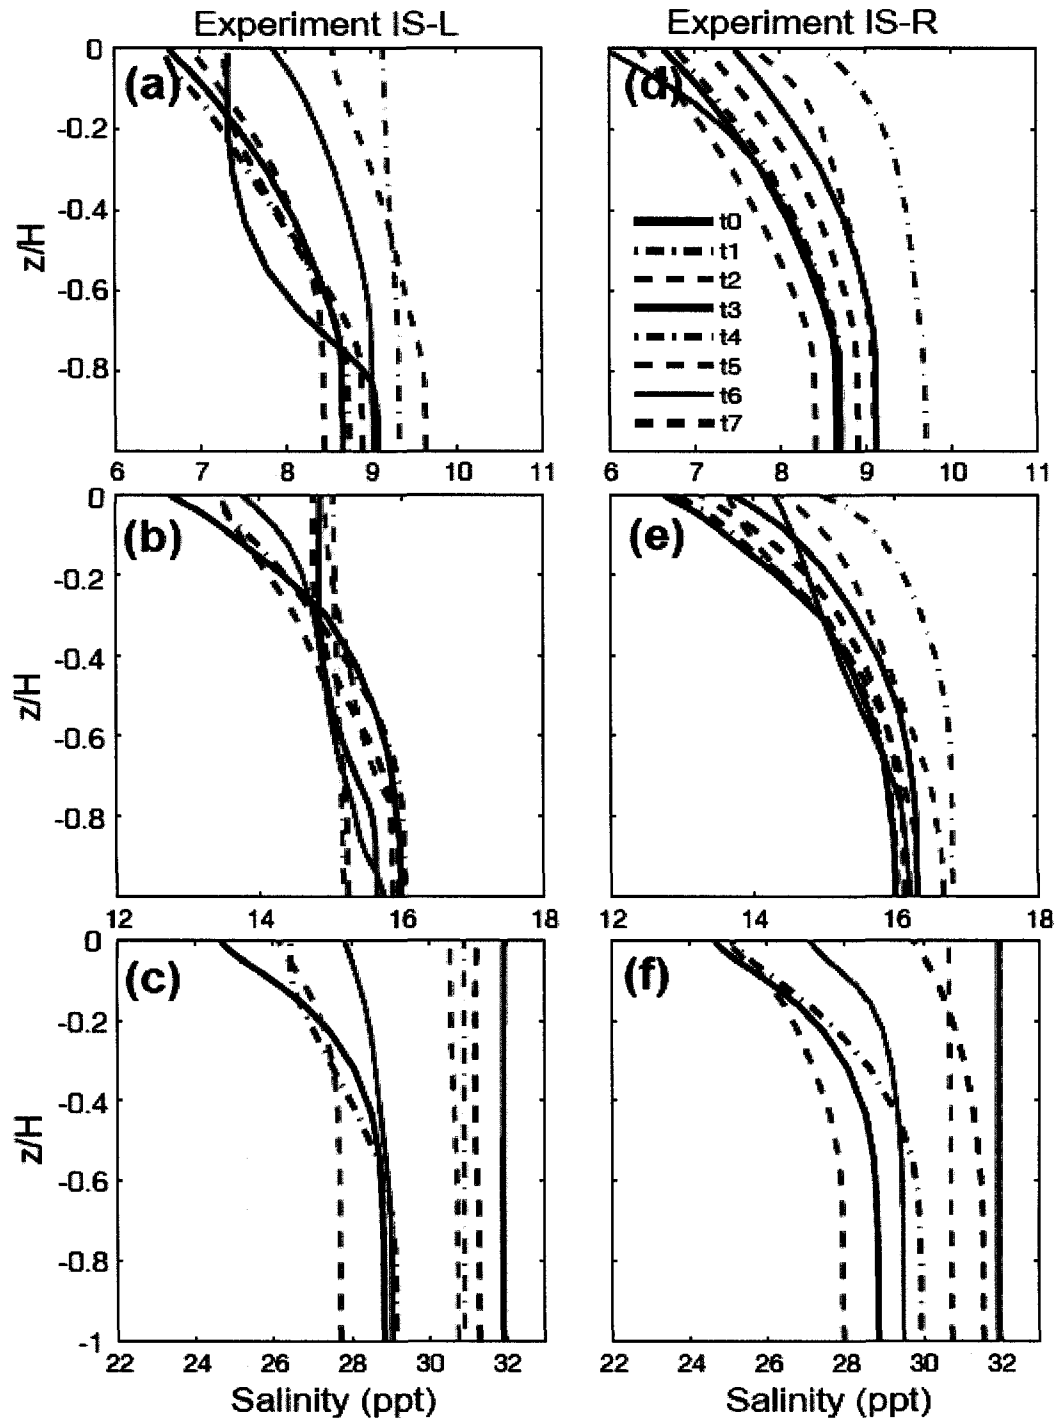 Experiment IS-L
Experiment IS-R
(a)
0
-0.2
-0.4
-0.6
-0.8
z/H
6 7 8 9 10 11
(d)
t0
t1
t2
t3
t4
t5
t6
t7
6 7 8 9 10 11
(b)
0
-0.2
-0.4
-0.6
-0.8
z/H
12 14 16 18
(e)
12 14 16 18
(c)
0
-0.2
-0.4
-0.6
-0.8
-1
z/H
22 24 26 28 30 32
Salinity (ppt)
(f)
22 24 26 28 30 32
Salinity (ppt)